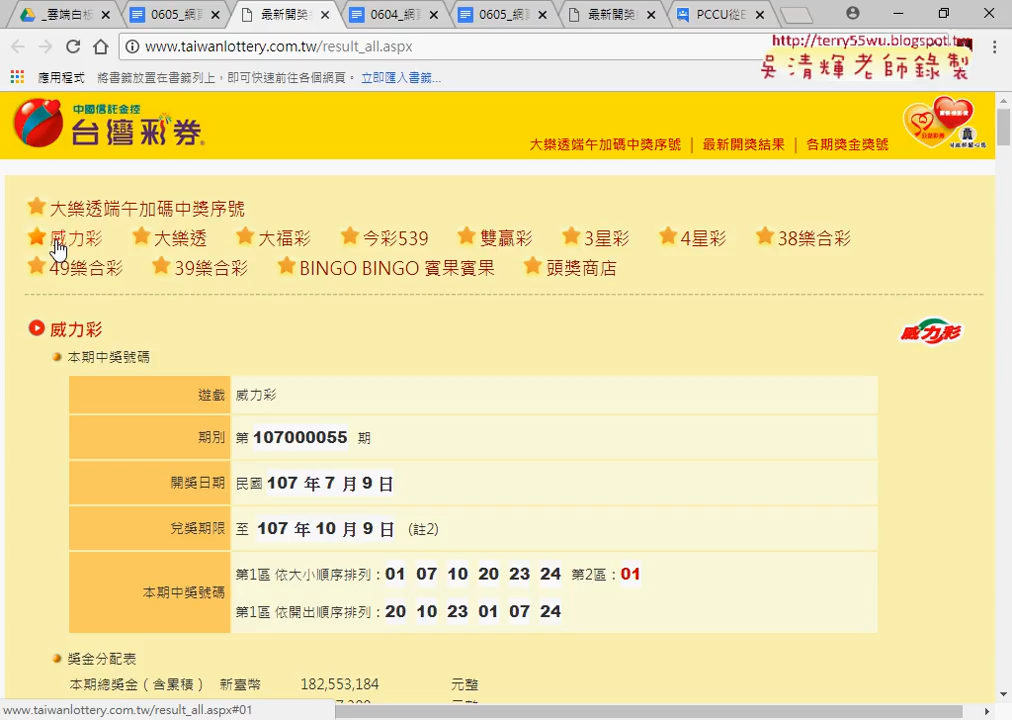 _雲端白板
0605_網頁
最新開獎
0604_網頁
0605_網頁
最新開獎
PCCU從E
www.taiwanlottery.com.tw/result_all.aspx
http://terry55wu.blogspot.tw
吳清輝老師錄製
應用程式 將書籤放置在書籤列上，即可快速前往各個網頁。 立即匯入書籤...
中國信託金控
台灣彩券
大樂透端午加碼中獎序號 | 最新開獎結果 | 各期獎金獎號
大樂透端午加碼中獎序號
威力彩 大樂透 大福彩 今彩539 雙贏彩 3星彩 4星彩 38樂合彩
49樂合彩 39樂合彩 BINGO BINGO 賓果賓果 頭獎商店
威力彩
威力彩
本期中獎號碼
遊戲 威力彩
期別 第 107000055 期
開獎日期 民國 107 年 7 月 9 日
兌獎期限 至 107 年 10 月 9 日 (註2)
本期中獎號碼
第1區 依大小順序排列：01 07 10 20 23 24 第2區：01
第1區 依開出順序排列：20 10 23 01 07 24
獎金分配表
本期總獎金（含累積） 新臺幣 182,553,184 元整
www.taiwanlottery.com.tw/result_all.aspx#01